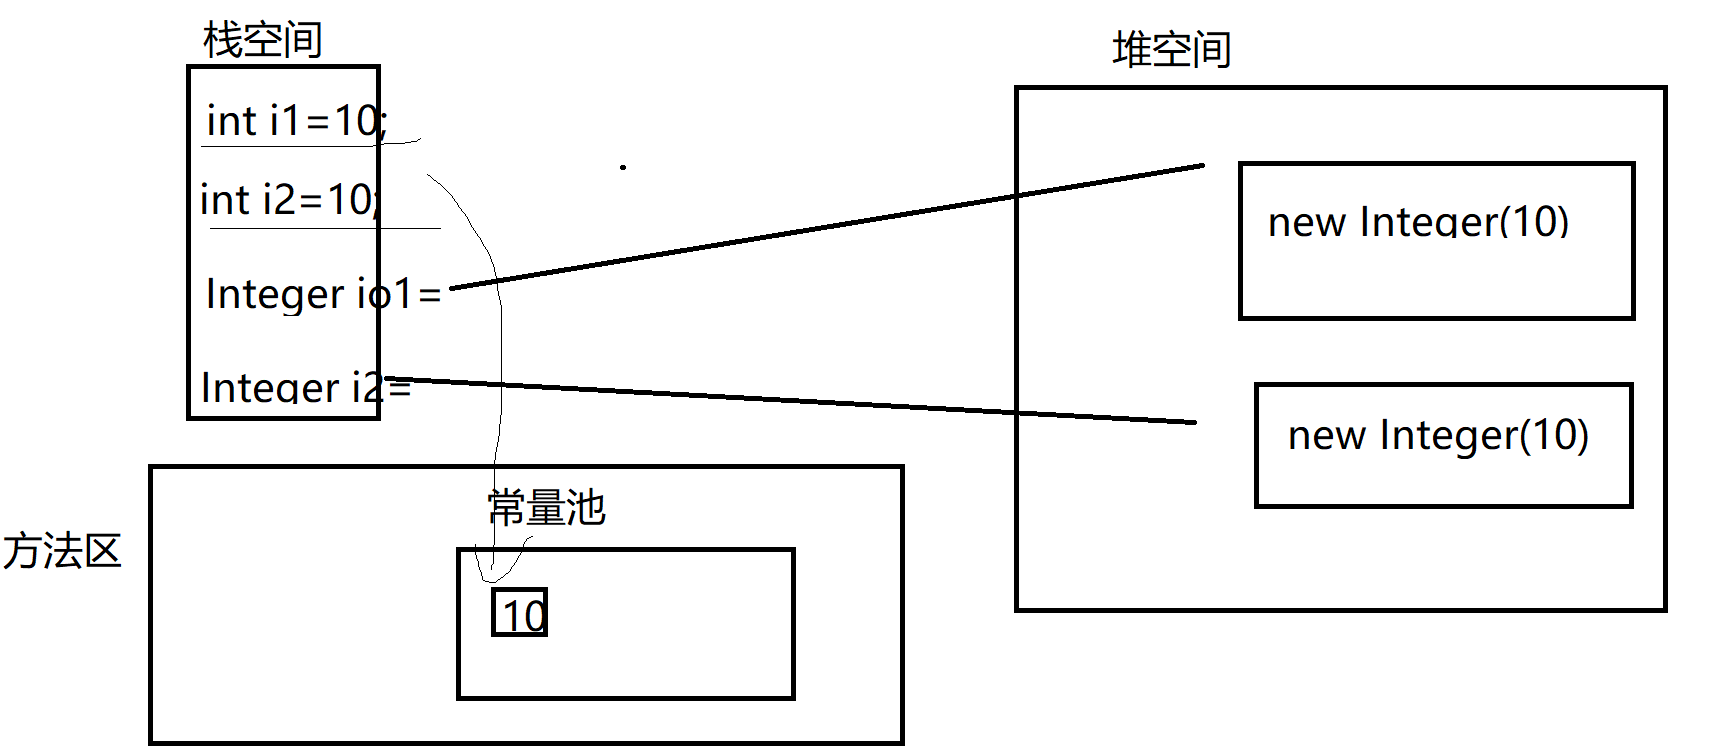 栈空间
int i1=10;
int i2=10;
Integer io1=
Integer i2=
堆空间
new Integer(10)
new Integer(10)
方法区
常量池
10